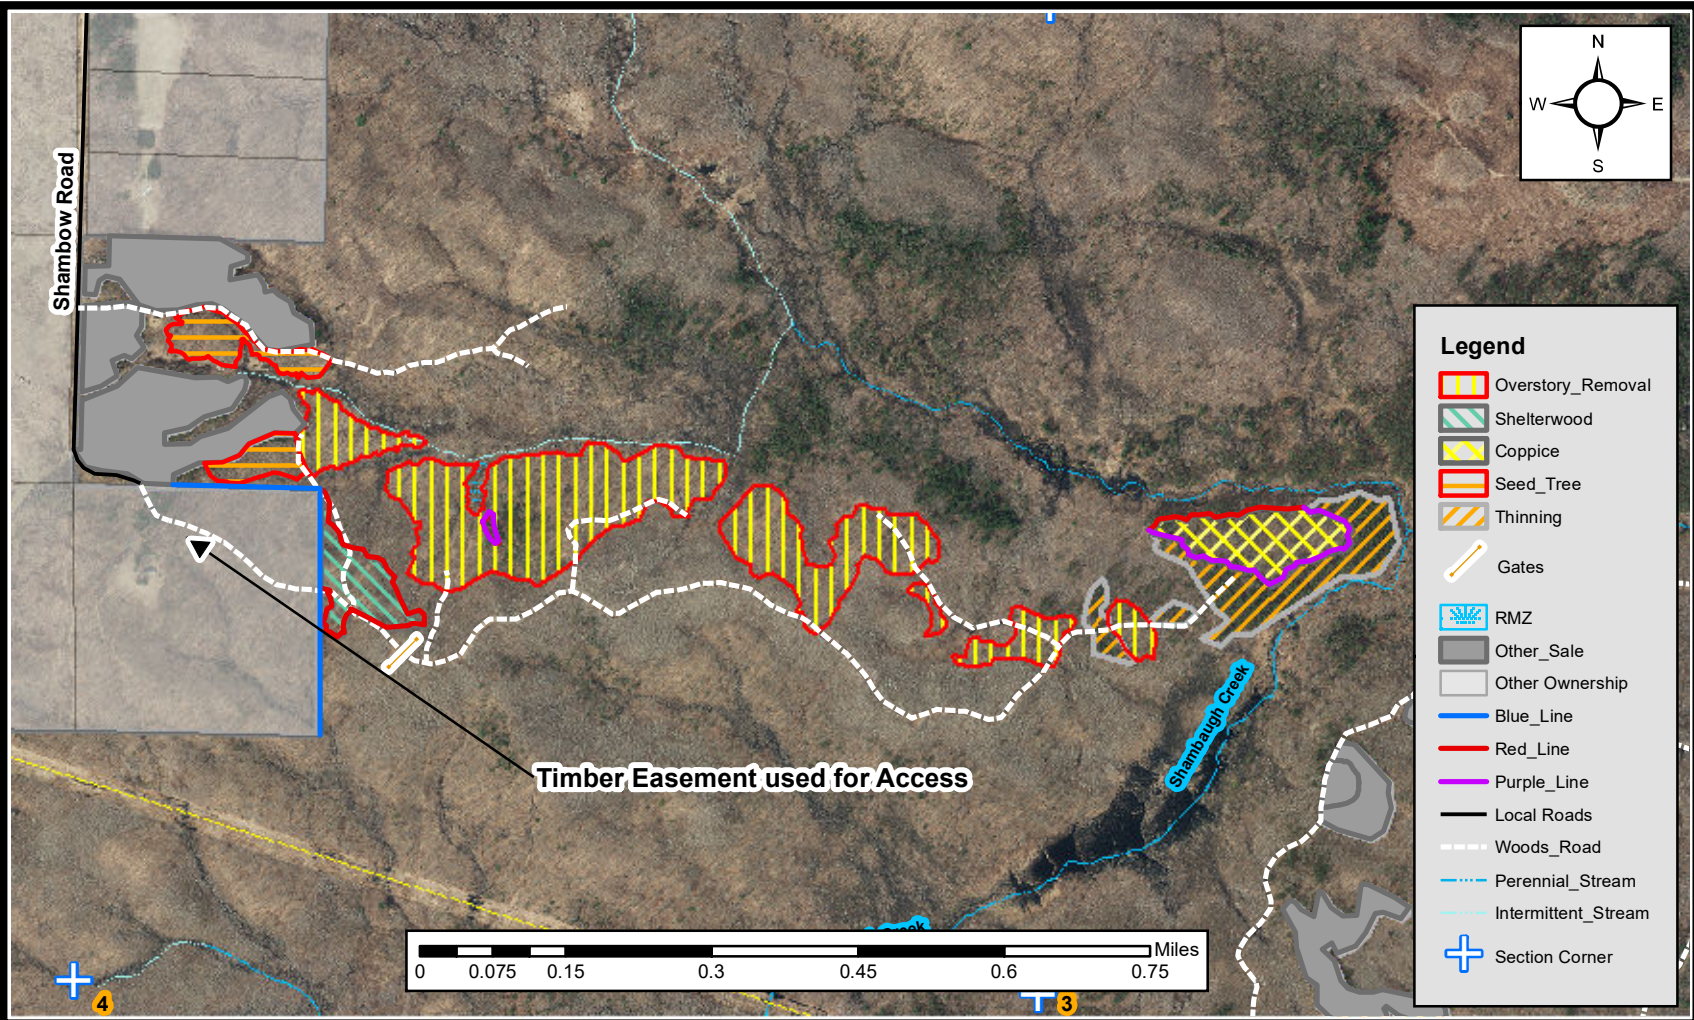 N
W E
S
Shambow Road
Legend
Overstory_Removal
Shelterwood
Coppice
Seed_Tree
Thinning
Gates
RMZ
Other_Sale
Other Ownership
Blue_Line
Red_Line
Purple_Line
Local Roads
Woods_Road
Perennial_Stream
Intermittent_Stream
Section Corner
Shambaugh Creek
Timber Easement used for Access
Creek
Miles
0 0.075 0.15 0.3 0.45 0.6 0.75
4
3